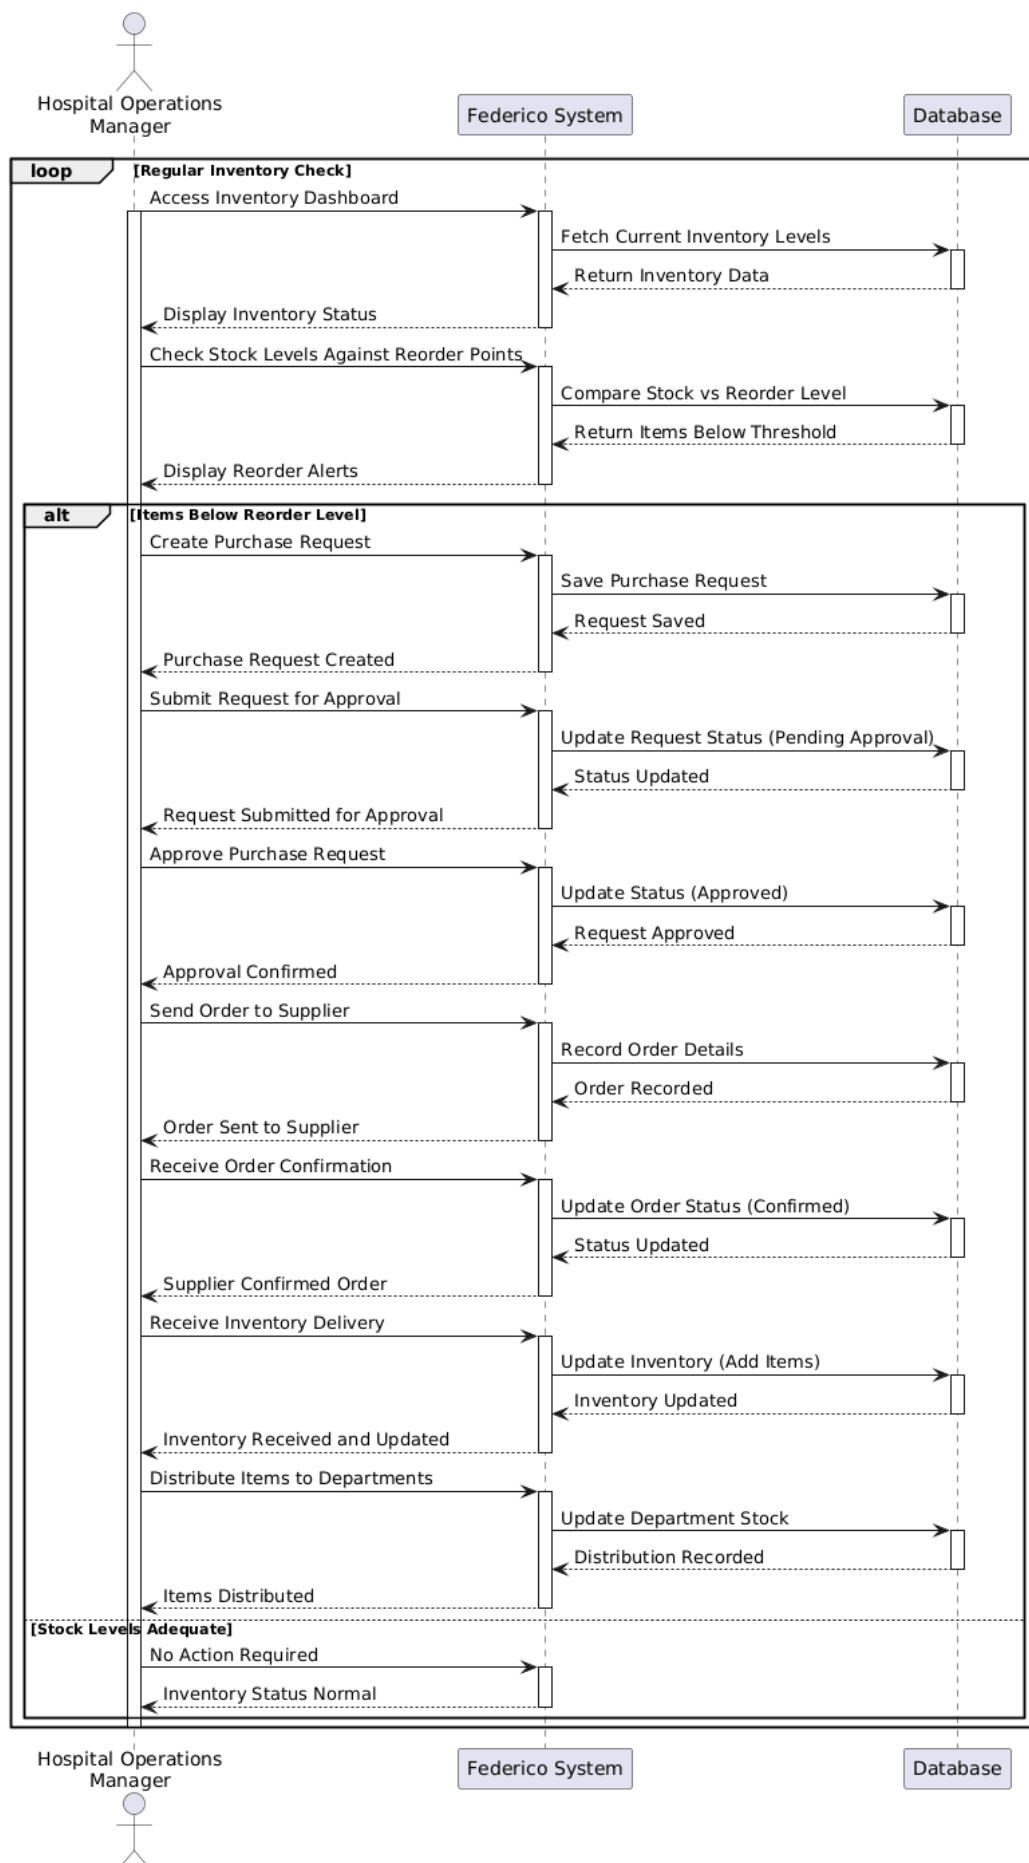 Hospital Operations
Manager
Federico System
Database
loop
[Regular Inventory Check]
Access Inventory Dashboard
Fetch Current Inventory Levels
Return Inventory Data
Display Inventory Status
Check Stock Levels Against Reorder Points
Compare Stock vs Reorder Level
Return Items Below Threshold
Display Reorder Alerts
alt
[Items Below Reorder Level]
Create Purchase Request
Save Purchase Request
Request Saved
Purchase Request Created
Submit Request for Approval
Update Request Status (Pending Approval)
Status Updated
Request Submitted for Approval
Approve Purchase Request
Update Status (Approved)
Request Approved
Approval Confirmed
Send Order to Supplier
Record Order Details
Order Recorded
Order Sent to Supplier
Receive Order Confirmation
Update Order Status (Confirmed)
Status Updated
Supplier Confirmed Order
Receive Inventory Delivery
Update Inventory (Add Items)
Inventory Updated
Inventory Received and Updated
Distribute Items to Departments
Update Department Stock
Distribution Recorded
Items Distributed
[Stock Levels Adequate]
No Action Required
Inventory Status Normal
Hospital Operations
Manager
Federico System
Database